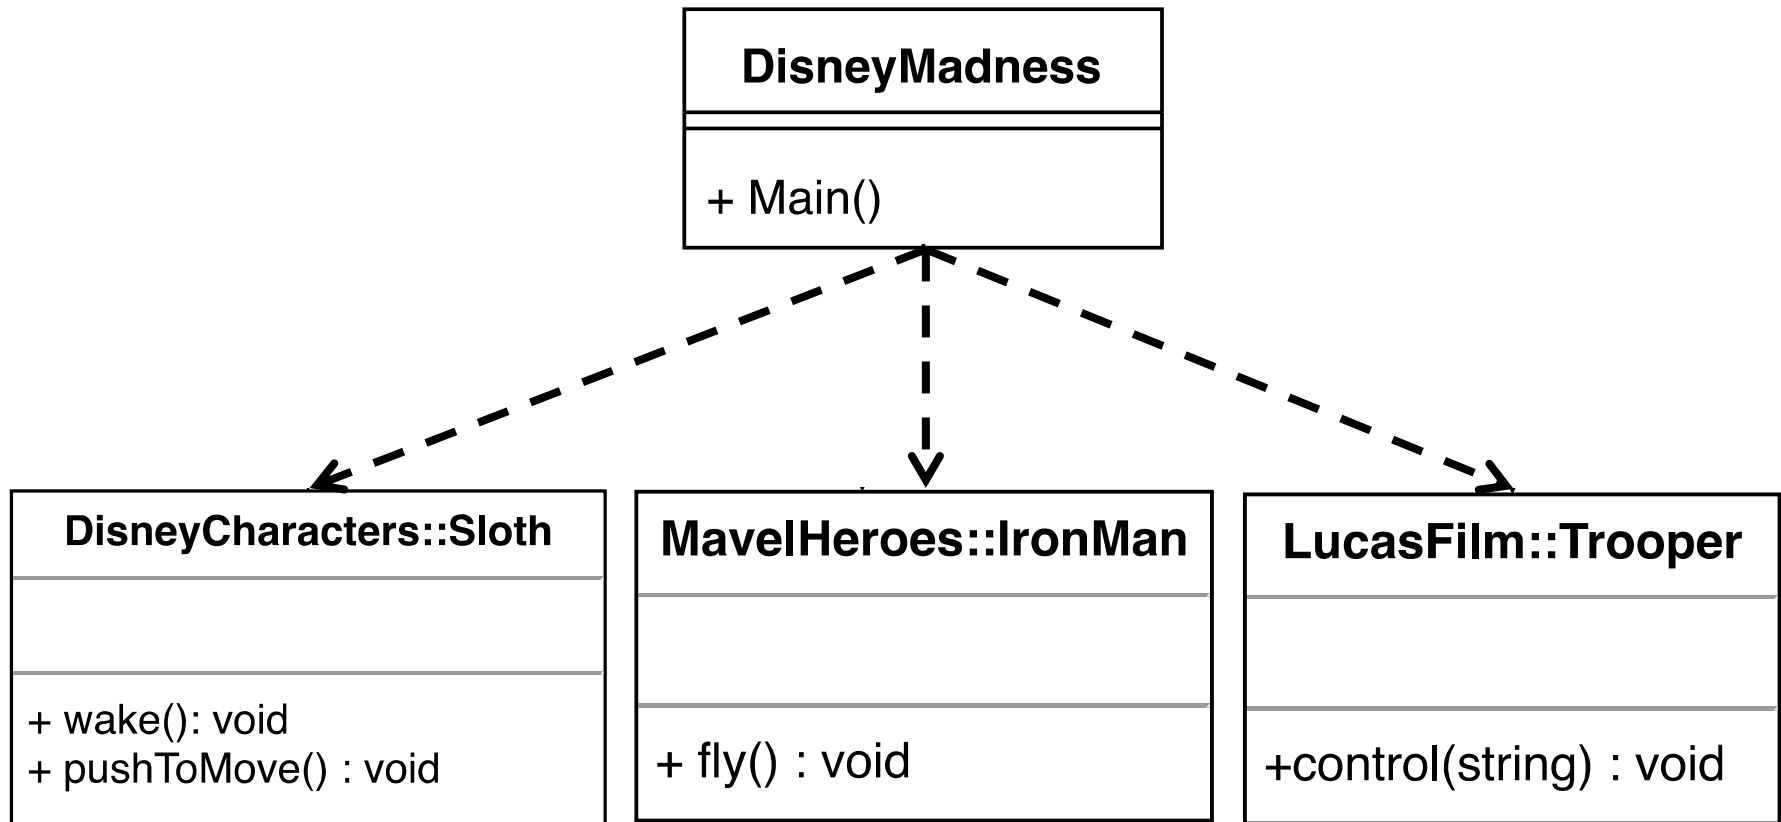 DisneyMadness
+ Main()
DisneyCharacters::Sloth
+ wake(): void
+ pushToMove() : void
MavelHeroes::IronMan
+ fly() : void
LucasFilm::Trooper
+control(string) : void